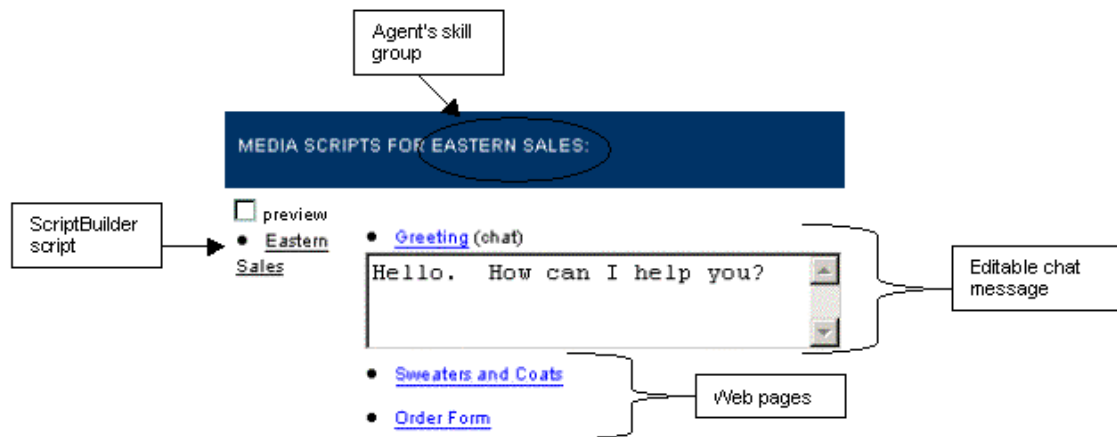 Agent's skill
group
MEDIA SCRIPTS FOR EASTERN SALES:
ScriptBuilder
script
preview
Eastern
Sales
Greeting (chat)
Hello.  How can I help you?
Editable chat
message
Sweaters and Coats
Order Form
Web pages